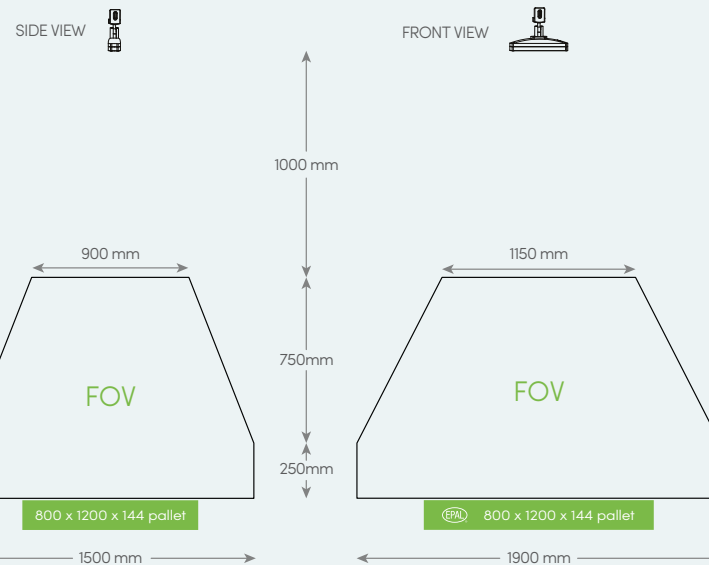 SIDE VIEW
FRONT VIEW
1000 mm
900 mm
1150 mm
750mm
FOV
FOV
250mm
800 x 1200 x 144 pallet
EPAL 800 x 1200 x 144 pallet
1500 mm
1900 mm